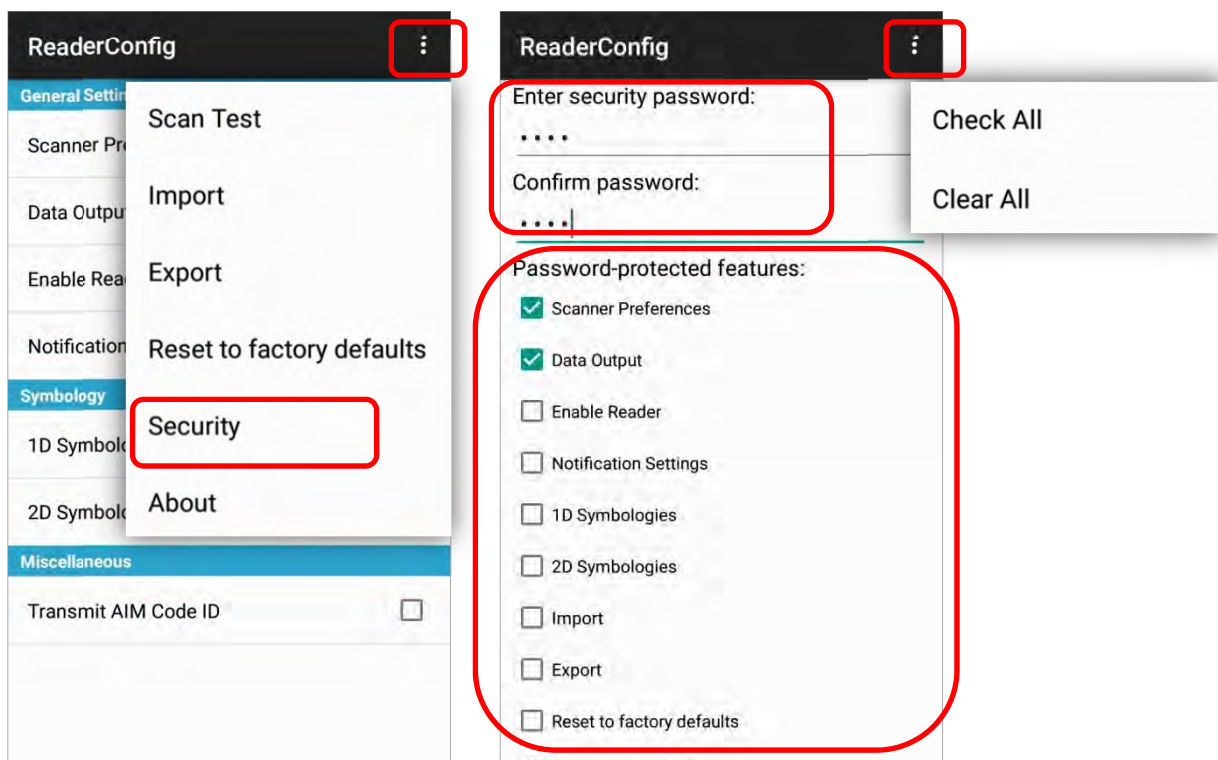 ReaderConfig
General Settin
Scanner Pr
Data Outpu
Enable Rea
Notification
Symbology
1D Symbol
2D Symbol
Miscellaneous
Transmit AIM Code ID
Scan Test
Import
Export
Reset to factory defaults
Security
About
ReaderConfig
Enter security password:
Confirm password:
Password-protected features:
Scanner Preferences
Data Output
Enable Reader
Notification Settings
1D Symbologies
2D Symbologies
Import
Export
Reset to factory defaults
Check All
Clear All